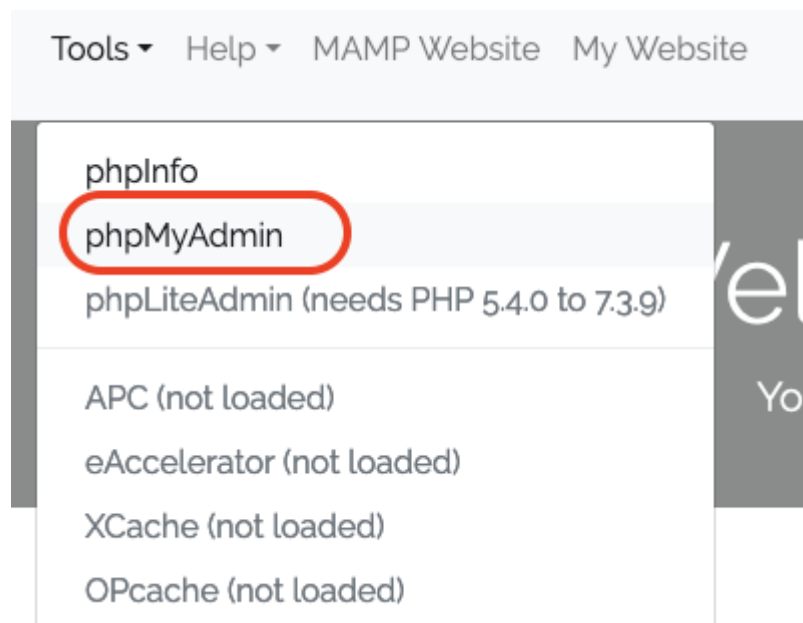 Tools Help MAMP Website My Website
phpInfo
phpMyAdmin
phpLiteAdmin (needs PHP 5.4.0 to 7.3.9)
APC (not loaded)
eAccelerator (not loaded)
XCache (not loaded)
OPcache (not loaded)